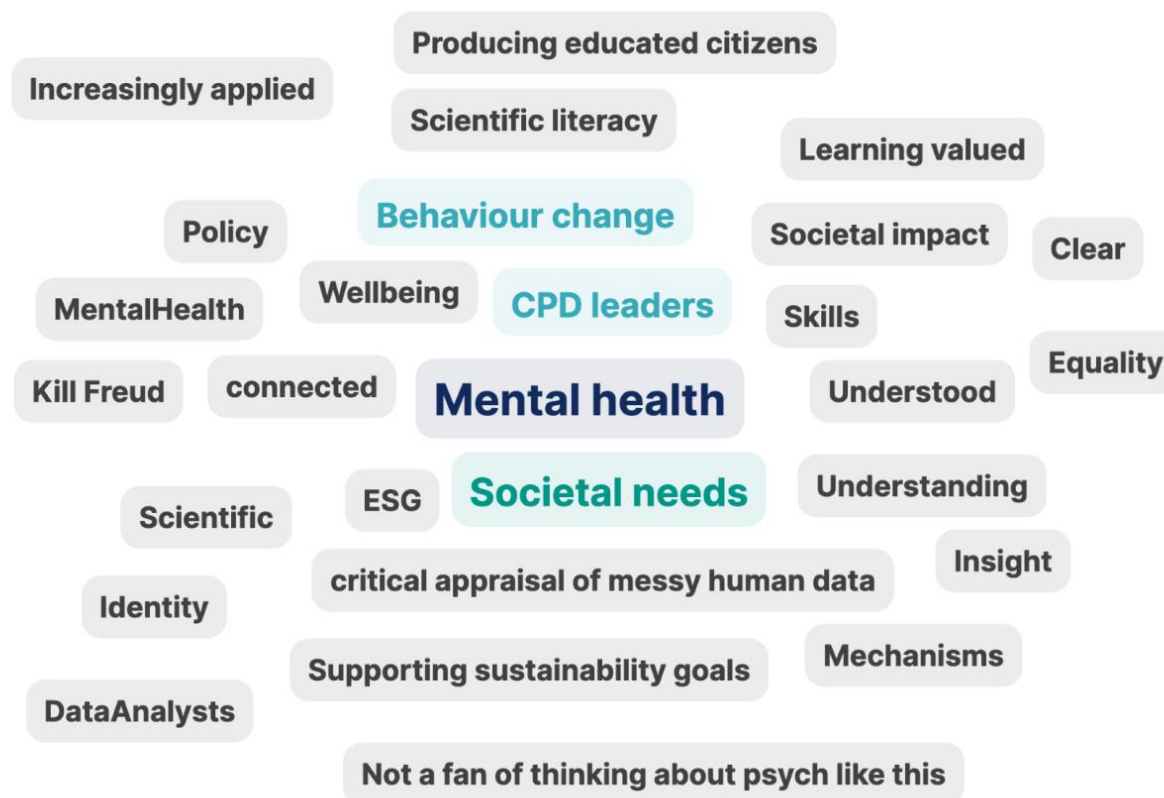 Producing educated citizens
Increasingly applied
Scientific literacy
Learning valued
Behaviour change
Policy
Societal impact
Clear
Wellbeing
CPD leaders
MentalHealth
Skills
Equality
Kill Freud
connected
Mental health
Understood
Societal needs
Understanding
ESG
Scientific
Insight
critical appraisal of messy human data
Identity
Mechanisms
Supporting sustainability goals
DataAnalysts
Not a fan of thinking about psych like this